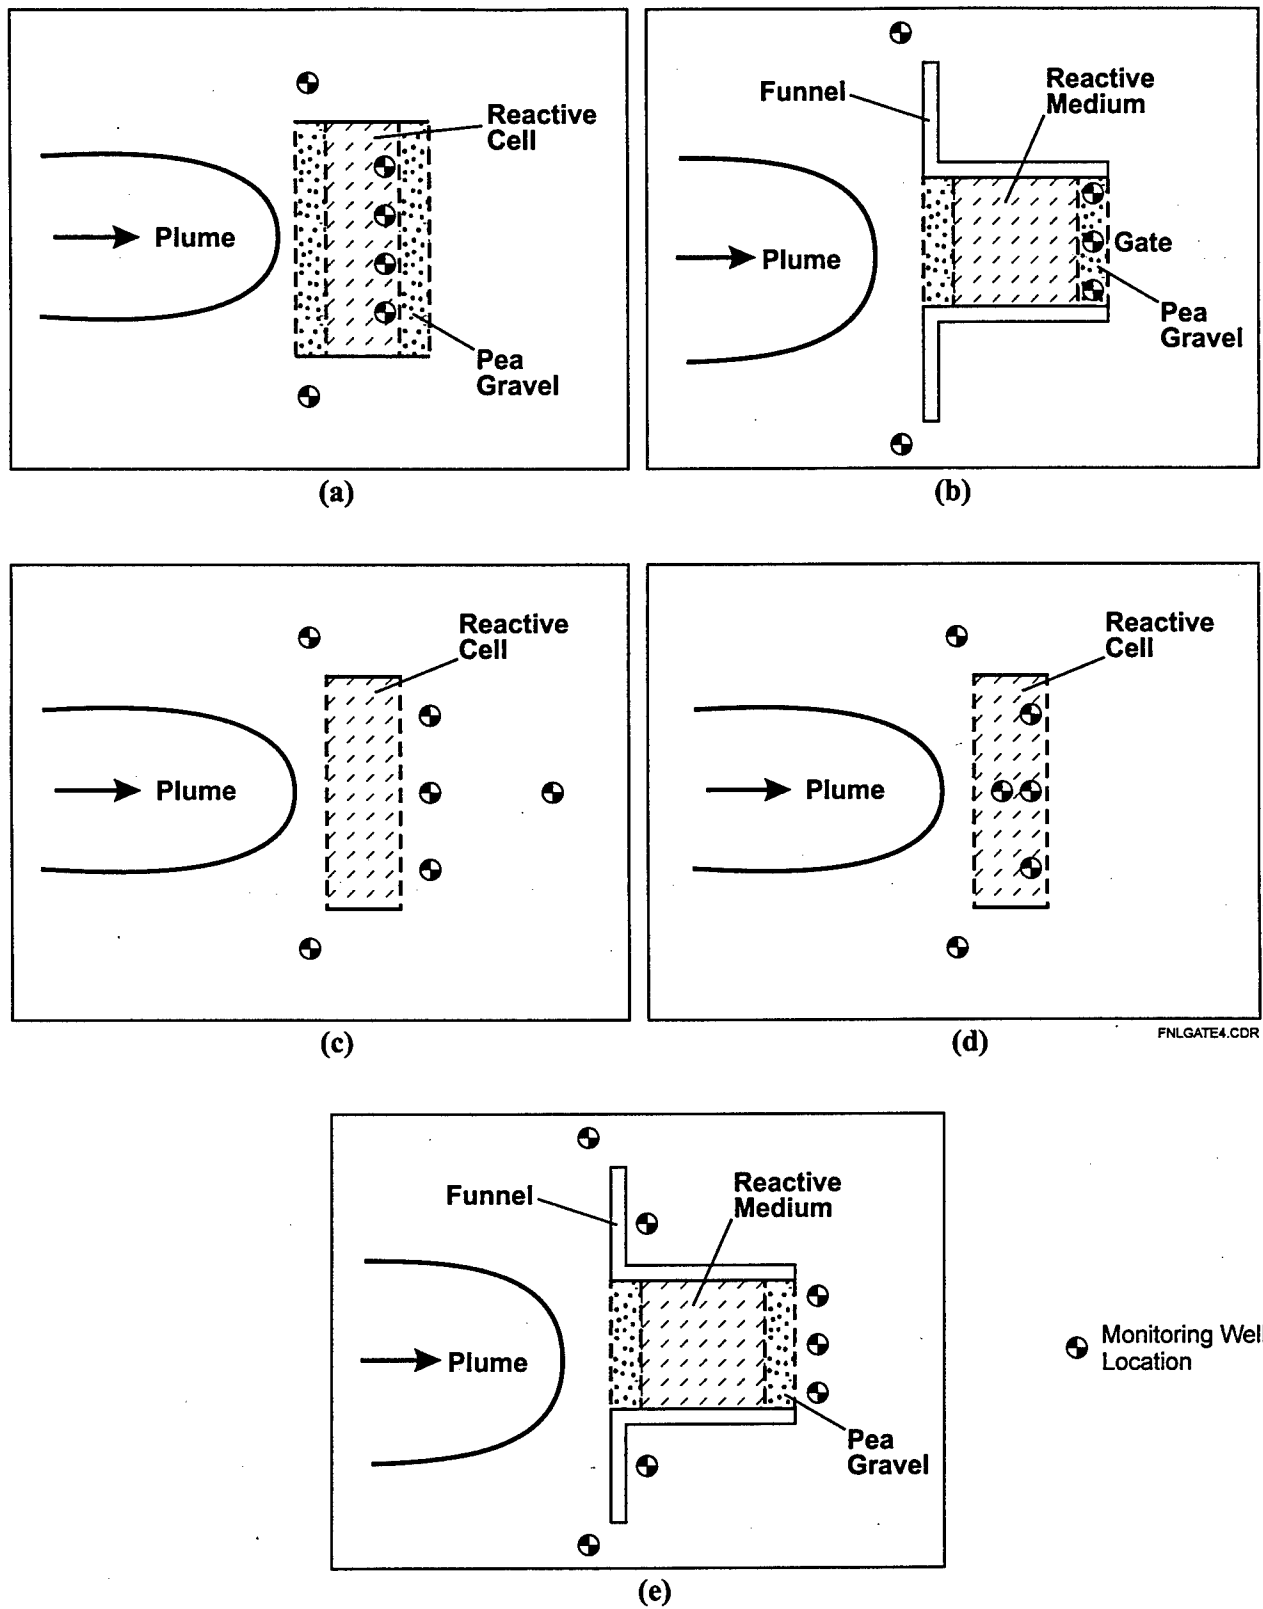 Reactive
Cell
Plume
Pea
Gravel
(a)
Funnel
Reactive
Medium
Plume
Gate
Pea
Gravel
(b)
Reactive
Cell
Plume
(c)
Reactive
Cell
Plume
(d)
FNLGATE4.CDR
Funnel
Reactive
Medium
Plume
Pea
Gravel
(e)
Monitoring Wel
Location